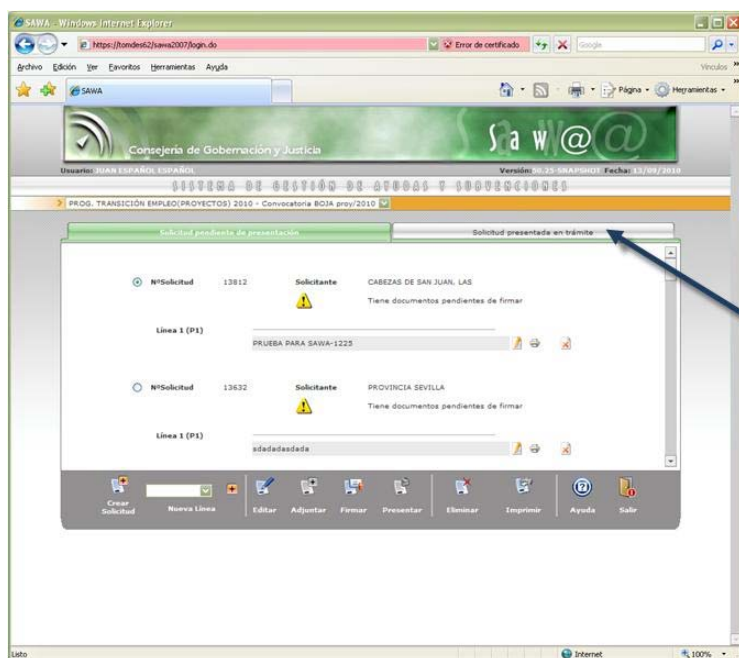 SAWA - Windows Internet Explorer
https://tomdes62/sawa2007/login.do
Error de certificado
Google
Archivo Edición Ver Favoritos Herramientas Ayuda
Vínculos
SAWA
Página
Herramientas
Consejería de Gobernación y Justicia
Saw@
Usuario: JUAN ESPAÑOL ESPAÑOL
Versión: 00.25-SNAPSHOT Fecha: 13/09/2010
SISTEMA DE GESTIÓN DE AYUDAS Y SUBVENCIONES
PROG. TRANSICIÓN EMPLEO(PROYECTOS) 2010 - Convocatoria BOJA proy/2010
Solicitud pendiente de presentación
Solicitud presentada en trámite
NºSolicitud 13812 Solicitante CABEZAS DE SAN JUAN, LAS
Tiene documentos pendientes de firmar
Línea 1 (P1)
PRUEBA PARA SAWA-1225
NºSolicitud 13632 Solicitante PROVINCIA SEVILLA
Tiene documentos pendientes de firmar
Línea 1 (P1)
sdadadasdada
Crear Solicitud
Nueva Línea
Editar Adjuntar Firmar Presentar Eliminar Imprimir Ayuda Salir
Listo
Internet
100%